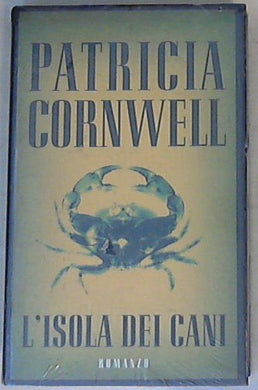 PATRICIA
CORNWELL
L'ISOLA DEI CANI
ROMANZO